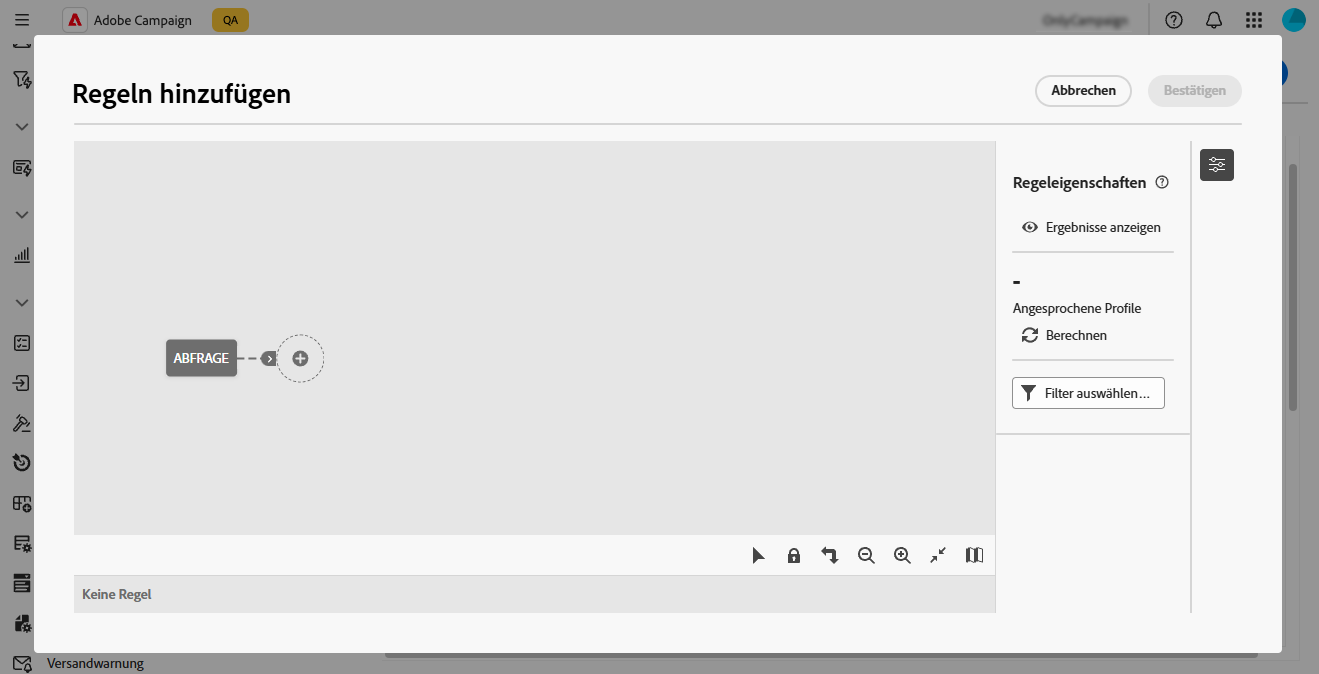 Adobe Campaign
QA
Regeln hinzufügen
Abbrechen
Bestätigen
Regeleigenschaften
Ergebnisse anzeigen
-
Angesprochene Profile
Berechnen
Filter auswählen...
ABFRAGE
Keine Regel
Versandwarnung